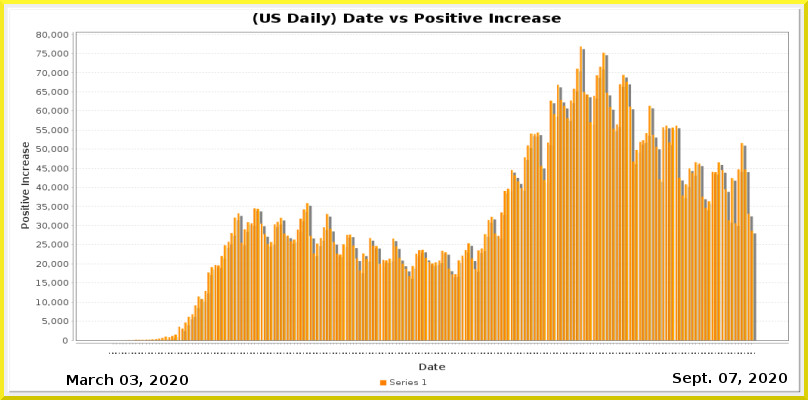 (US Daily) Date vs Positive Increase
80,000
75,000
70,000
65,000
60,000
55,000
50,000
45,000
40,000
35,000
30,000
25,000
20,000
15,000
10,000
5,000
0
Positive Increase
Date
March 03, 2020
Series 1
Sept. 07, 2020